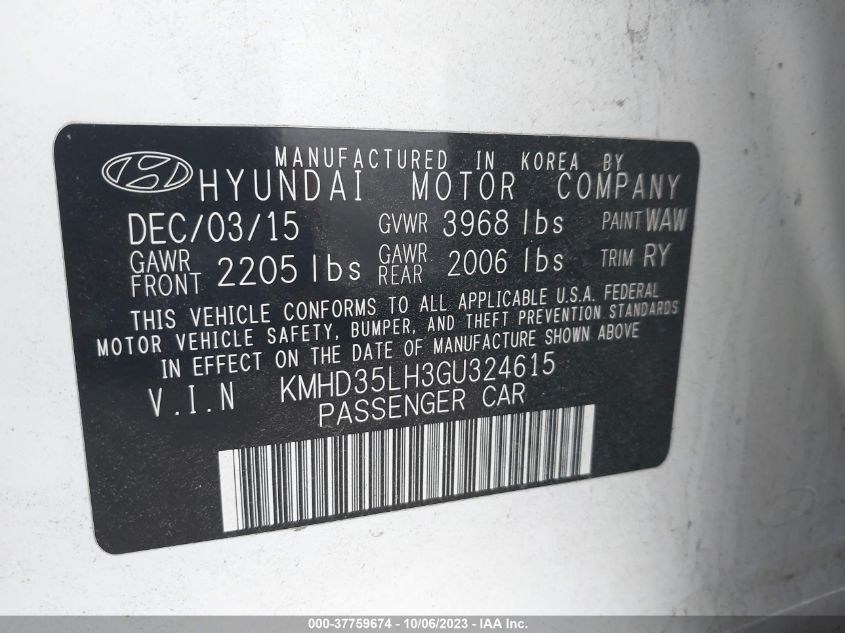 MANUFACTURED IN KOREA BY
HYUNDAI MOTOR COMPANY
DEC/03/15 GVWR 3968 lbs PAINT WAW
GAWR FRONT 2205 lbs GAWR REAR 2006 lbs TRIM RY
THIS VEHICLE CONFORMS TO ALL APPLICABLE U.S.A. FEDERAL
MOTOR VEHICLE SAFETY, BUMPER, AND THEFT PREVENTION STANDARDS
IN EFFECT ON THE DATE OF MANUFACTURE SHOWN ABOVE
V.I.N KMHD35LH3GU324615
PASSENGER CAR
000-37759674 - 10/06/2023 - IAA Inc.